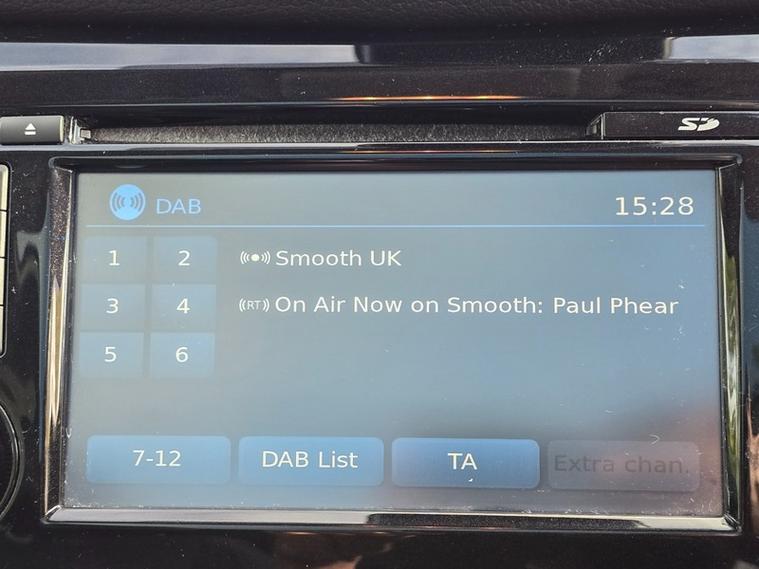 SD
DAB 15:28
1 2 Smooth UK
3 4 RT On Air Now on Smooth: Paul Phear
5 6
7-12 DAB List TA Extra chan.